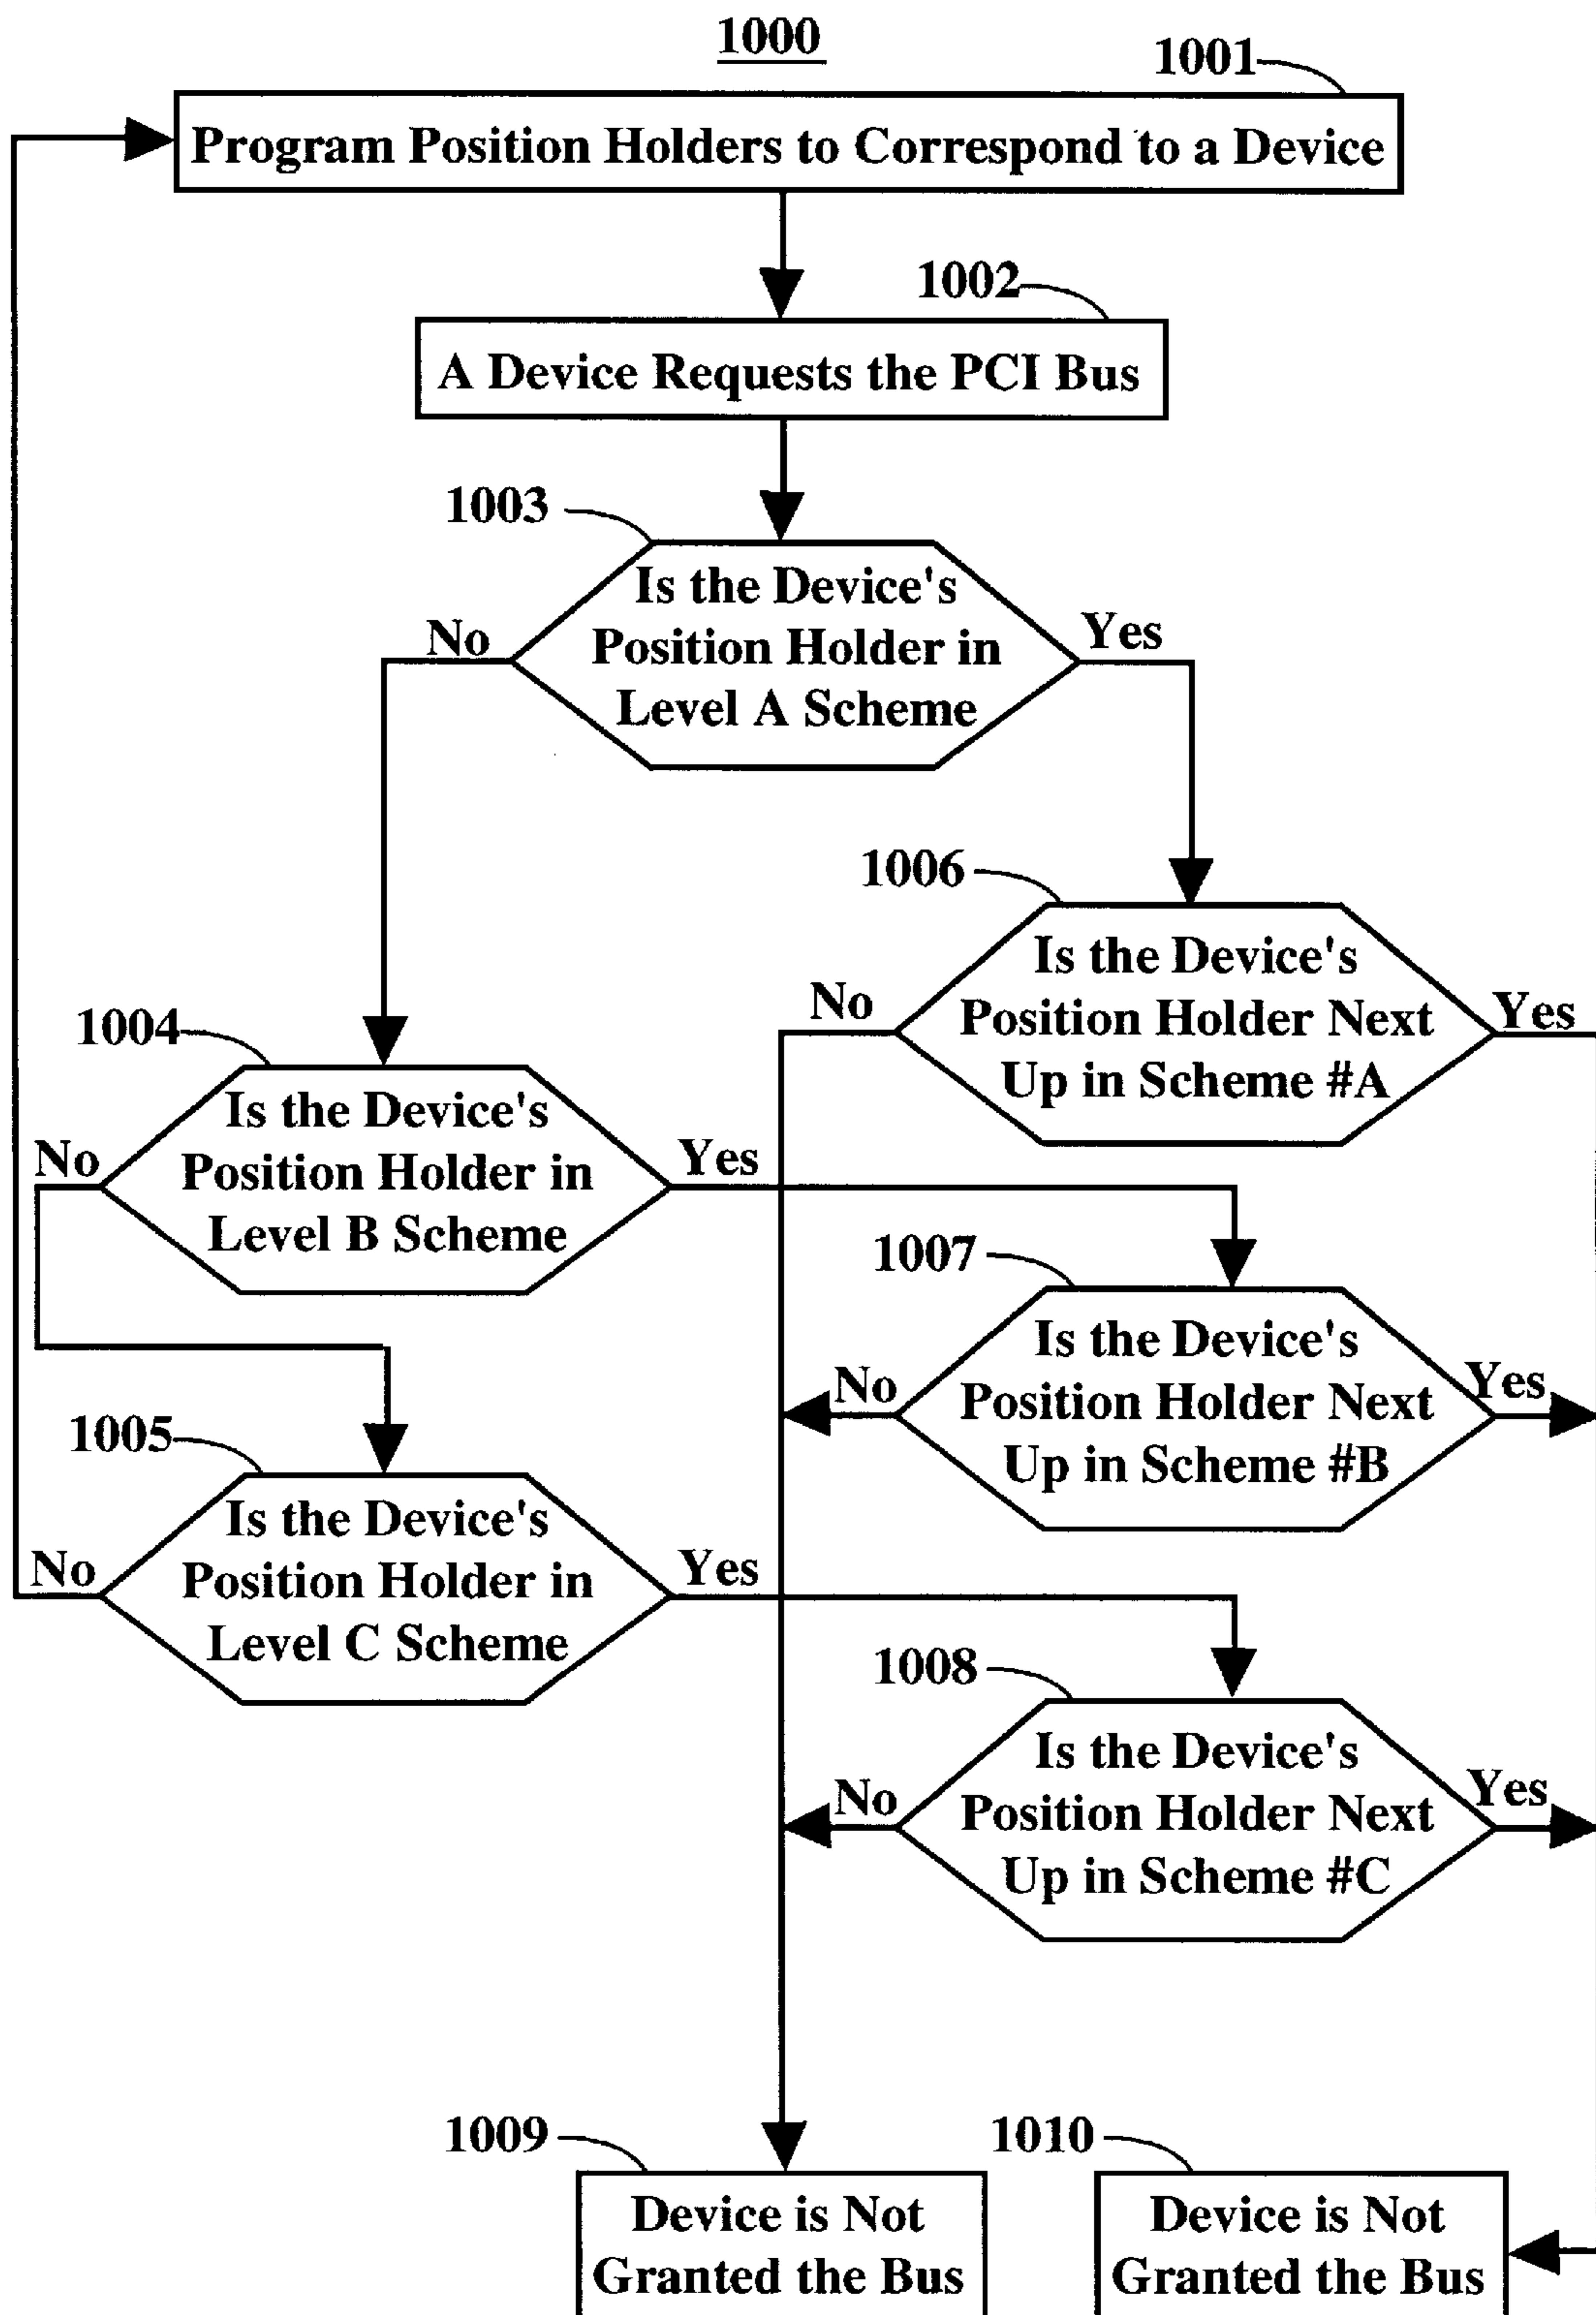 1000
1001
Program Position Holders to Correspond to a Device
1002
A Device Requests the PCI Bus
1003
Is the Device's
Position Holder in
Level A Scheme
No
Yes
1006
Is the Device's
Position Holder Next
Up in Scheme #A
No
Yes
1004
Is the Device's
Position Holder in
Level B Scheme
No
Yes
1007
Is the Device's
Position Holder Next
Up in Scheme #B
No
Yes
1005
Is the Device's
Position Holder in
Level C Scheme
No
Yes
1008
Is the Device's
Position Holder Next
Up in Scheme #C
No
Yes
1009
Device is Not
Granted the Bus
1010
Device is Not
Granted the Bus